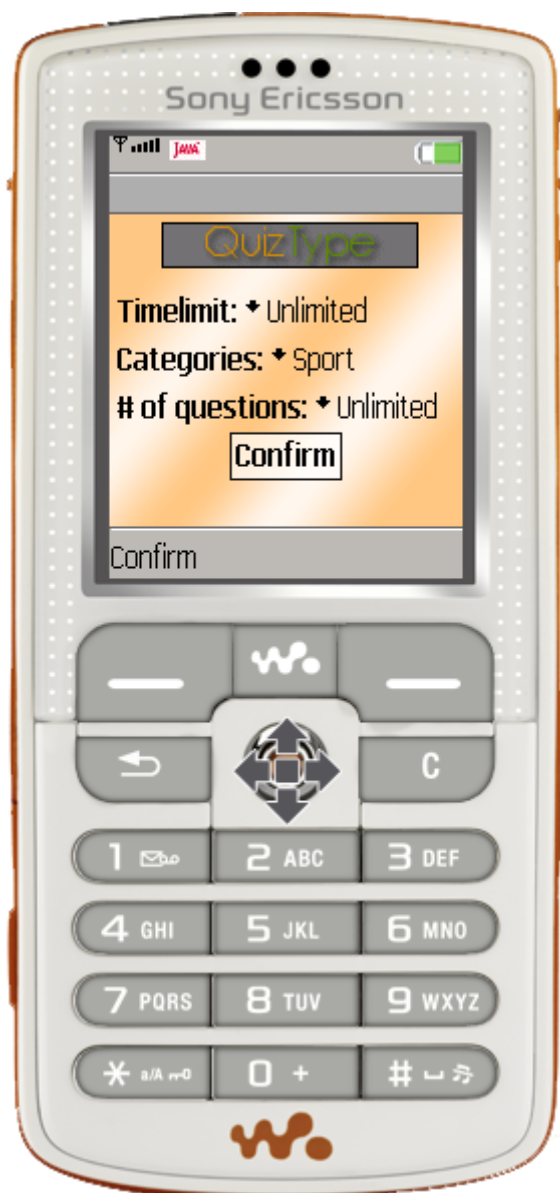 Sony Ericsson
JAVA
QuizType
Timelimit: Unlimited
Categories: Sport
# of questions: Unlimited
Confirm
Confirm
C
1
2 ABC
3 DEF
4 GHI
5 JKL
6 MNO
7 PQRS
8 TUV
9 WXYZ
* a/A
0 +
#